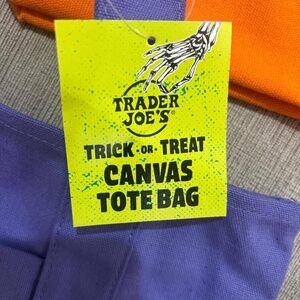 TRADER
JOE'S®
TRICK-OR-TREAT
CANVAS
TOTE BAG